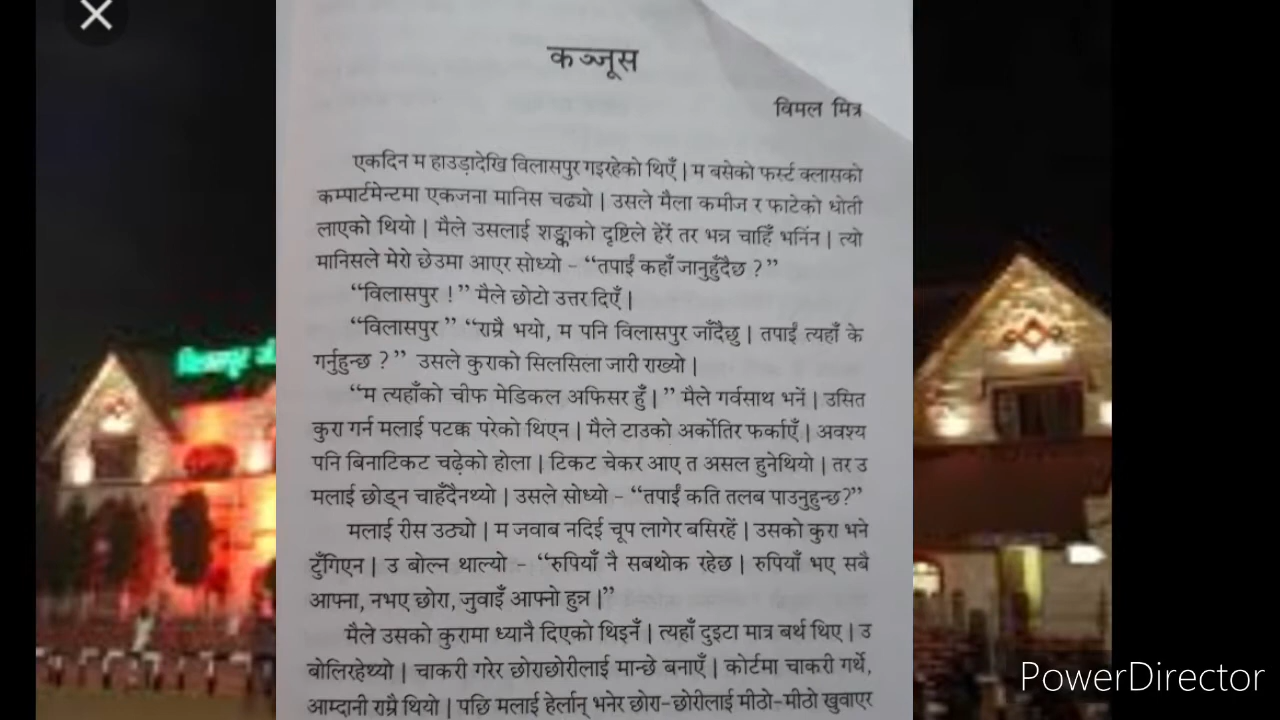 कञ्जूस
विमल मित्र
एकदिन म हाउड़ादेखि विलासपुर गइरहेको थिएँ | म बसेको फर्स्ट क्लासको
कम्पार्टमेन्टमा एकजना मानिस चढ्यो | उसले मैला कमीज र फाटेको धोती
लाएको थियो | मैले उसलाई शङ्काको दृष्टिले हेरें तर भन्न चाहिँ भनिंन | त्यो
मानिसले मेरो छेउमा आएर सोध्यो – “तपाईं कहाँ जानुहुँदैछ ?”
“विलासपुर !” मैले छोटो उत्तर दिएँ |
“विलासपुर ” “राम्रै भयो, म पनि विलासपुर जाँदैछु | तपाईं त्यहाँ के
गर्नुहुन्छ ?” उसले कुराको सिलसिला जारी राख्यो |
“म त्यहाँको चीफ मेडिकल अफिसर हुँ | ” मैले गर्वसाथ भनें | उसित
कुरा गर्न मलाई पटक्क परेको थिएन | मैले टाउको अर्कोतिर फर्काएँ | अवश्य
पनि बिनाटिकट चढ़ेको होला | टिकट चेकर आए त असल हुनेथियो | तर उ
मलाई छोड्न चाहँदैनथ्यो | उसले सोध्यो – “तपाईं कति तलब पाउनुहुन्छ?”
मलाई रीस उठ्यो | म जवाब नदिई चूप लागेर बसिरहें | उसको कुरा भने
टुँगिएन | उ बोल्न थाल्यो – “रुपियाँ नै सबथोक रहेछ | रुपियाँ भए सबै
आफ्ना, नभए छोरा, जुवाइँ आफ्नो हुन्न |”
मैले उसको कुरामा ध्यानै दिएको थिइनँ | त्यहाँ दुइटा मात्र बर्थ थिए | उ
बोलिरहेथ्यो | चाकरी गरेर छोराछोरीलाई मान्छे बनाएँ | कोर्टमा चाकरी गर्थे,
आम्दानी राम्रै थियो | पछि मलाई हेर्लान् भनेर छोरा-छोरीलाई मीठो-मीठो खुवाएर
PowerDirector